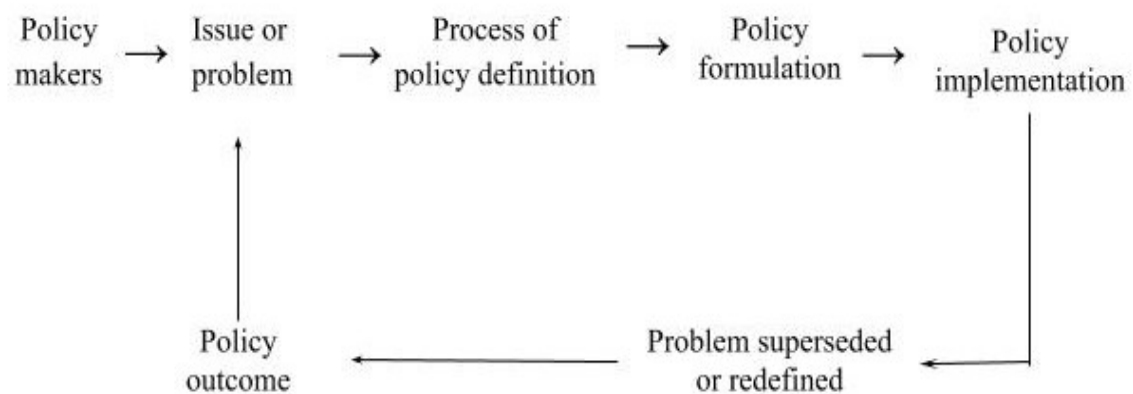 Policy
makers
Issue or
problem
Process of
policy definition
Policy
formulation
Policy
implementation
Problem superseded
or redefined
Policy
outcome